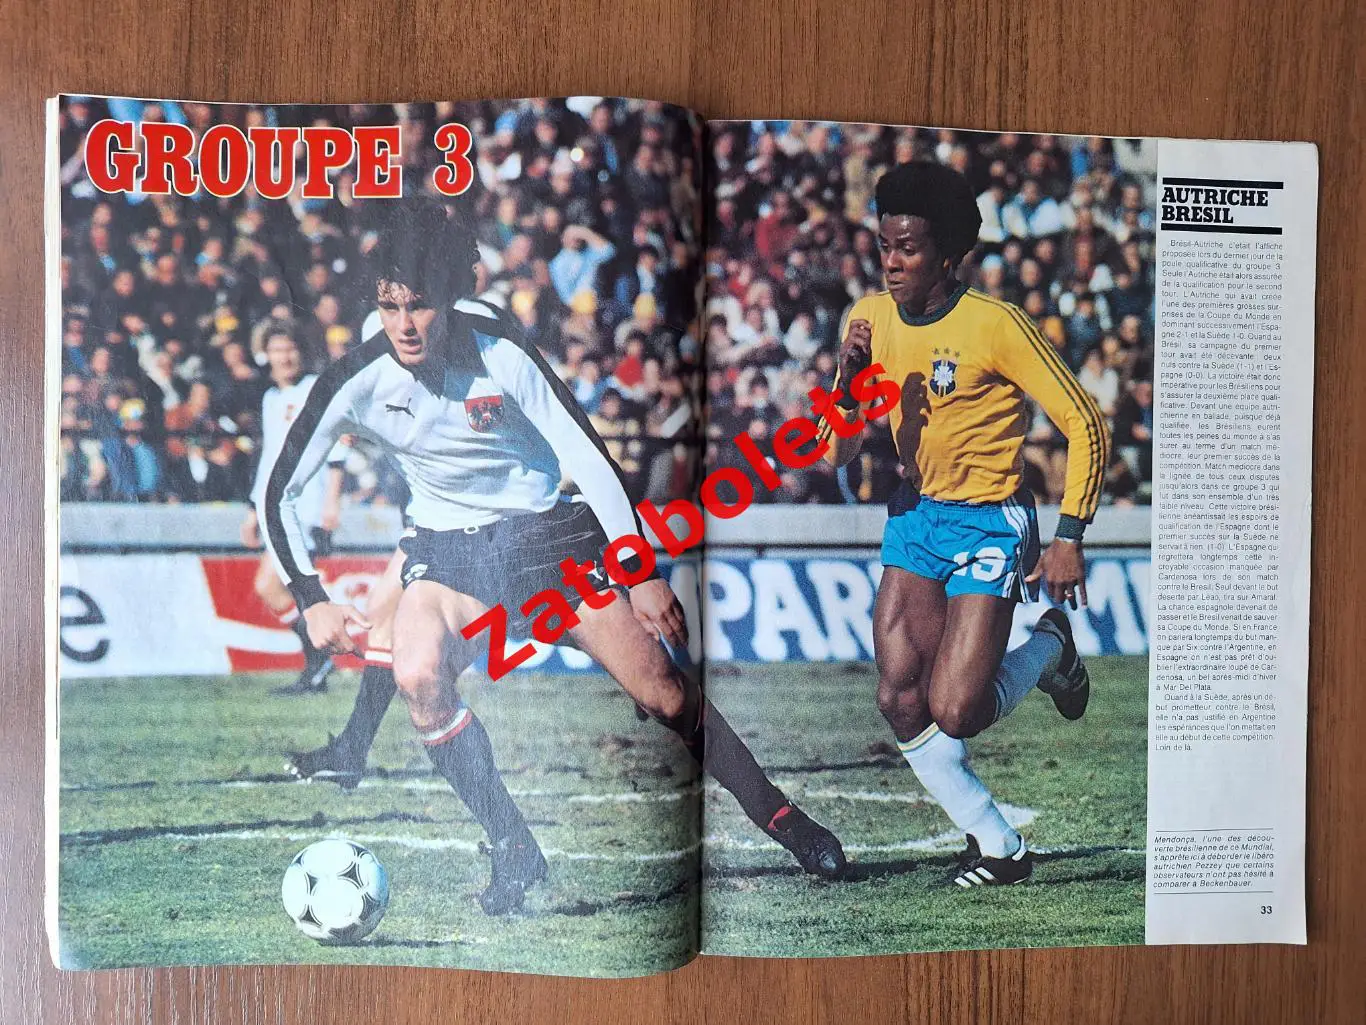 GROUPE 3
AUTRICHE
BRESIL
Brésil-Autriche c'était l'affiche
proposée lors du dernier jour de la
poule qualificative du groupe 3.
Seule l'Autriche était alors assurée
de la qualification pour le second
tour. L'Autriche qui avait créée
l'une des premières grosses sur-
prises de la Coupe du Monde en
dominant successivement l'Espa-
gne 2-1 et la Suède 1-0. Quand au
Brésil, sa campagne du premier
tour avait été décevante: deux
nuls contre la Suède (1-1) et l'Es-
pagne (0-0). La victoire était donc
impérative pour les Brésiliens pour
s'assurer la deuxième place quali-
ficative. Devant une équipe autri-
chienne en balade, puisque déjà
qualifiée, les Brésiliens eurent
toutes les peines du monde à s'as-
surer au terme d'un match mé-
diocre, leur premier succès de la
compétition. Match médiocre dans
la lignée de tous ceux disputés
jusqu'alors dans ce groupe 3 qui
fut dans son ensemble d'un très
faible niveau. Cette victoire brési-
lienne anéantissait les espoirs de
qualification de l'Espagne dont le
premier succès sur la Suède ne
servait à rien. (1-0). L'Espagne qui
regrettera longtemps cette in-
croyable occasion manquée par
Cardenosa lors de son match
contre le Brésil. Seul devant le but
déserté par Leao, tira sur Amaral.
La chance espagnole devenait de
passer et le Brésil venait de sauver
sa Coupe du Monde. Si en France
on parlera longtemps du but man-
que par Six contre l'Argentine, en
Espagne on n'est pas prêt d'ou-
blier l'extraordinaire loupé de Car-
denosa, un bel après-midi d'hiver
à Mar Del Plata.
Quand à la Suède, après un dé-
but prometteur contre le Brésil,
elle n'a pas justifié en Argentine
les espérances que l'on mettait en
elle au début de cette compétition.
Loin de là.
Mendonça, l'une des décou-
verte brésilienne de ce Mundial,
s'apprête ici à déborder le libéro
autrichien Pezzey que certains
observateurs n'ont pas hésité à
comparer à Beckenbauer.
33
13
Zatobolets